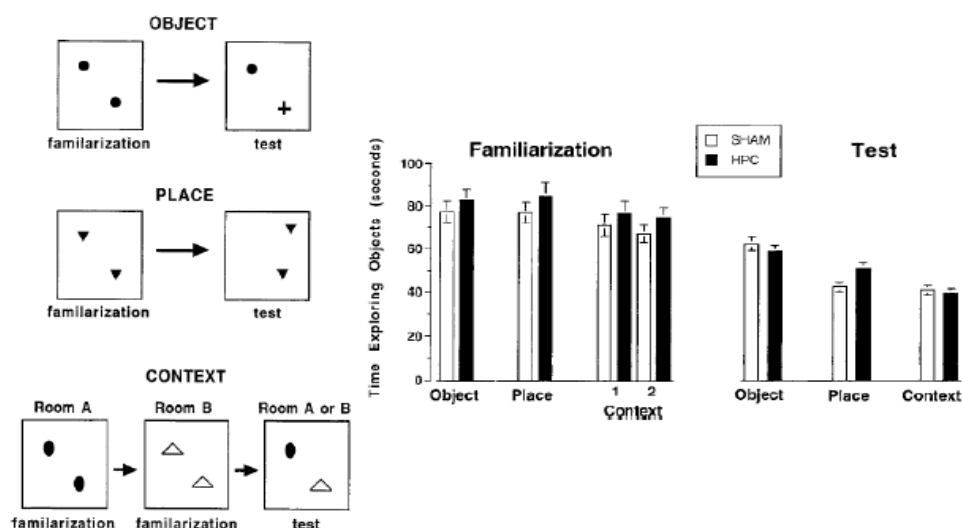 OBJECT
familarization
test
PLACE
familarization
test
CONTEXT
Room A
Room B
Room A or B
familarization
familarization
test
Familiarization
Time Exploring Objects (seconds)
100
80
60
40
20
0
Object
Place
1
2
Context
SHAM
HPC
Test
Object
Place
Context